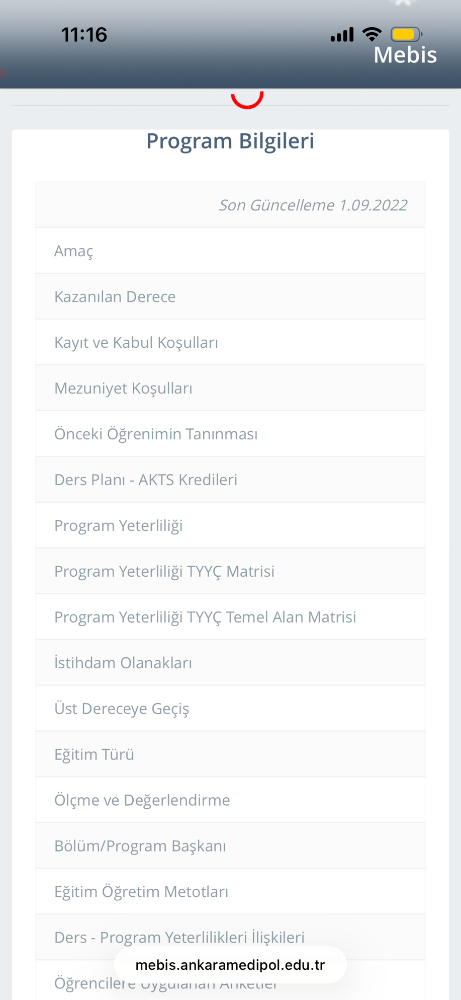 11:16
Mebis
Program Bilgileri
Son Güncelleme 1.09.2022
Amaç
Kazanılan Derece
Kayıt ve Kabul Koşulları
Mezuniyet Koşulları
Önceki Öğrenimin Tanınması
Ders Planı - AKTS Kredileri
Program Yeterliliği
Program Yeterliliği TYYÇ Matrisi
Program Yeterliliği TYYÇ Temel Alan Matrisi
İstihdam Olanakları
Üst Dereceye Geçiş
Eğitim Türü
Ölçme ve Değerlendirme
Bölüm/Program Başkanı
Eğitim Öğretim Metotları
Ders - Program Yeterlilikleri İlişkileri
mebis.ankaramedipol.edu.tr
Öğrencilere Uygulanan Anketler